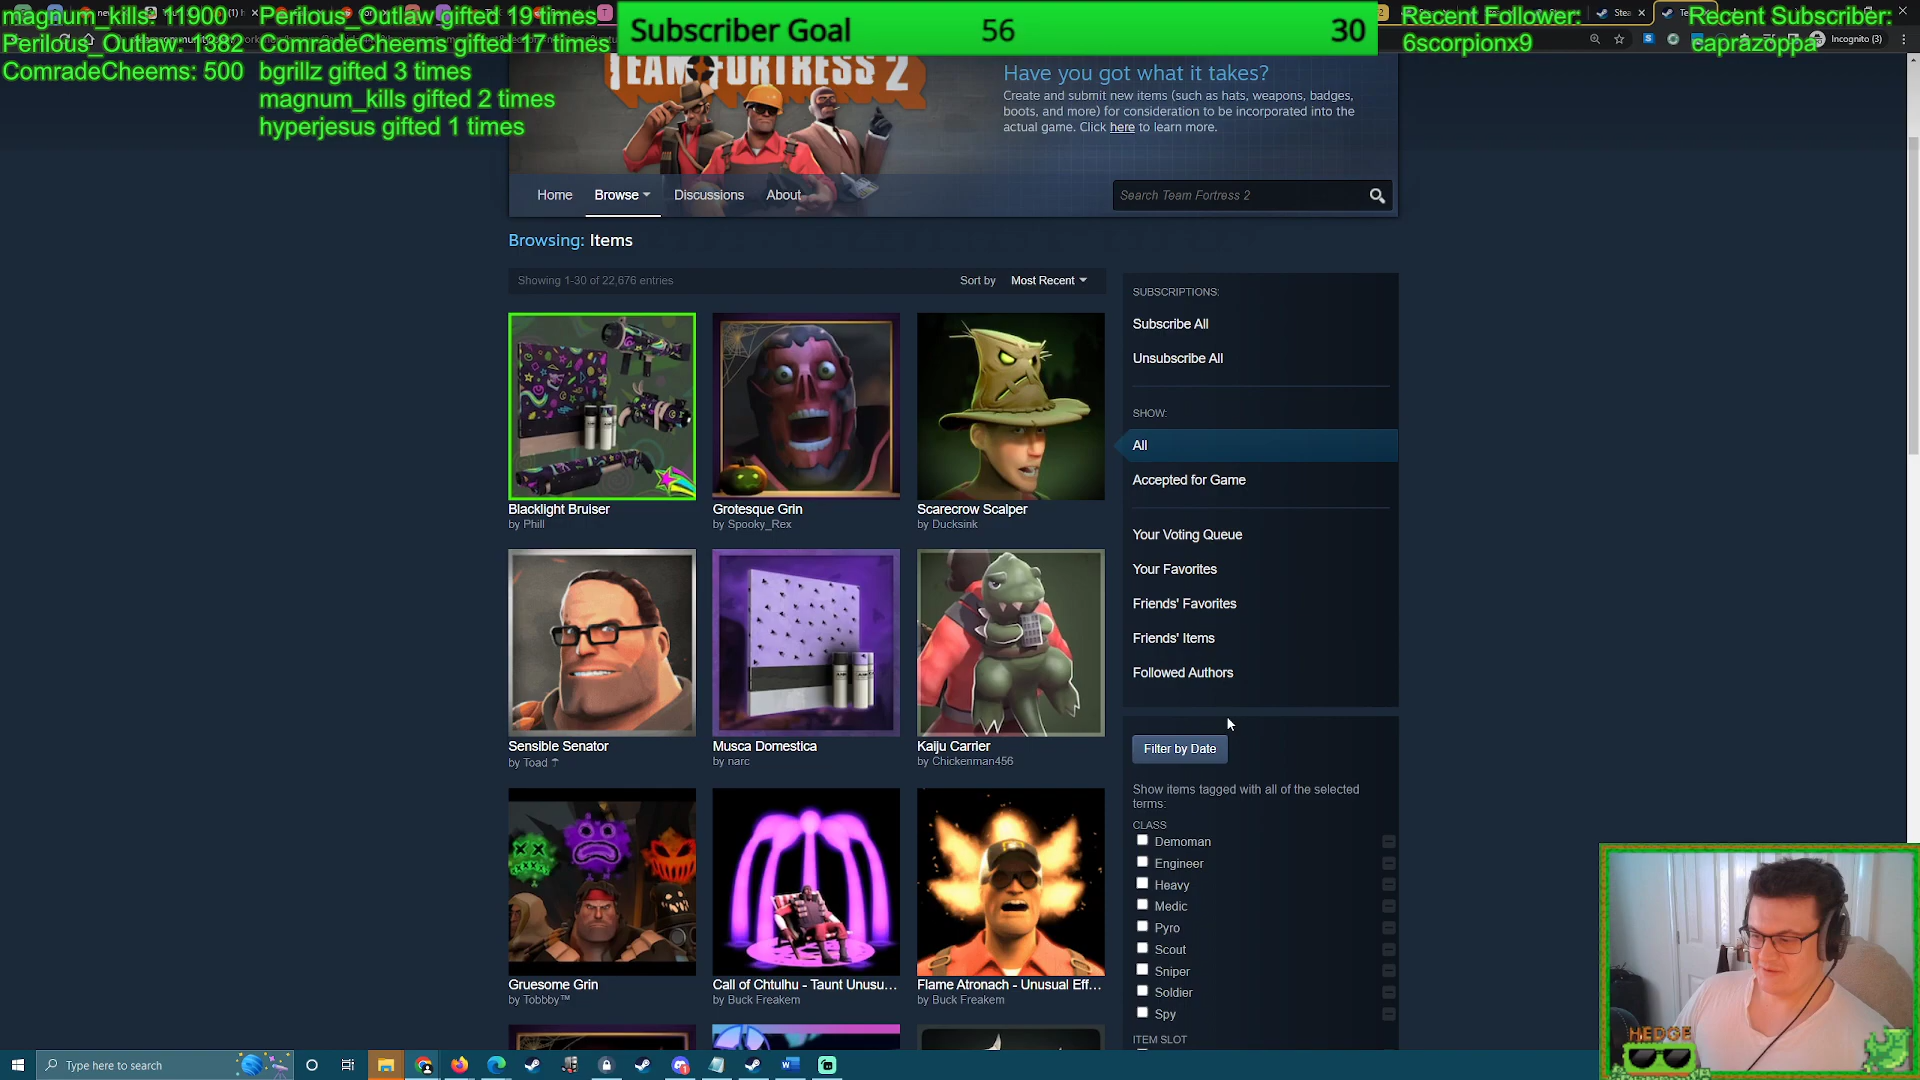 magnum_kills: 11900
Perilous_Outlaw: 1382
ComradeCheems: 500
Perilous_Outlaw gifted 19 times
ComradeCheems gifted 17 times
bgrillz gifted 3 times
magnum_kills gifted 2 times
hyperjesus gifted 1 times
Subscriber Goal 56 30
Recent Follower:
6scorpionx9
Recent Subscriber:
caprazoppa
Incognito (3)
TEAM FORTRESS 2
Have you got what it takes?
Create and submit new items (such as hats, weapons, badges,
boots, and more) for consideration to be incorporated into the
actual game. Click here to learn more.
Home Browse Discussions About
Search Team Fortress 2
Browsing: Items
Showing 1-30 of 22,676 entries
Sort by Most Recent
Blacklight Bruiser
by Phill
Grotesque Grin
by Spooky_Rex
Scarecrow Scalper
by Ducksink
Sensible Senator
by Toad ☂
Musca Domestica
by narc
Kaiju Carrier
by Chickenman456
Gruesome Grin
by Tobbby™
Call of Chtulhu - Taunt Unusu...
by Buck Freakem
Flame Atronach - Unusual Eff...
by Buck Freakem
SUBSCRIPTIONS:
Subscribe All
Unsubscribe All
SHOW:
All
Accepted for Game
Your Voting Queue
Your Favorites
Friends' Favorites
Friends' Items
Followed Authors
Filter by Date
Show items tagged with all of the selected
terms:
CLASS
Demoman
Engineer
Heavy
Medic
Pyro
Scout
Sniper
Soldier
Spy
ITEM SLOT
HEDGE
Type here to search